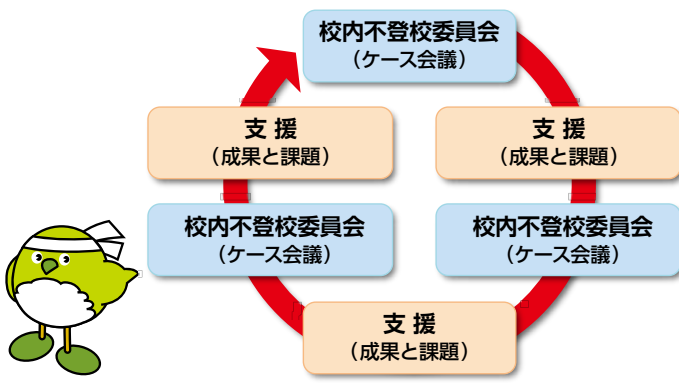 校内不登校委員会
（ケース会議）
支 援
（成果と課題）
支 援
（成果と課題）
校内不登校委員会
（ケース会議）
校内不登校委員会
（ケース会議）
支 援
（成果と課題）